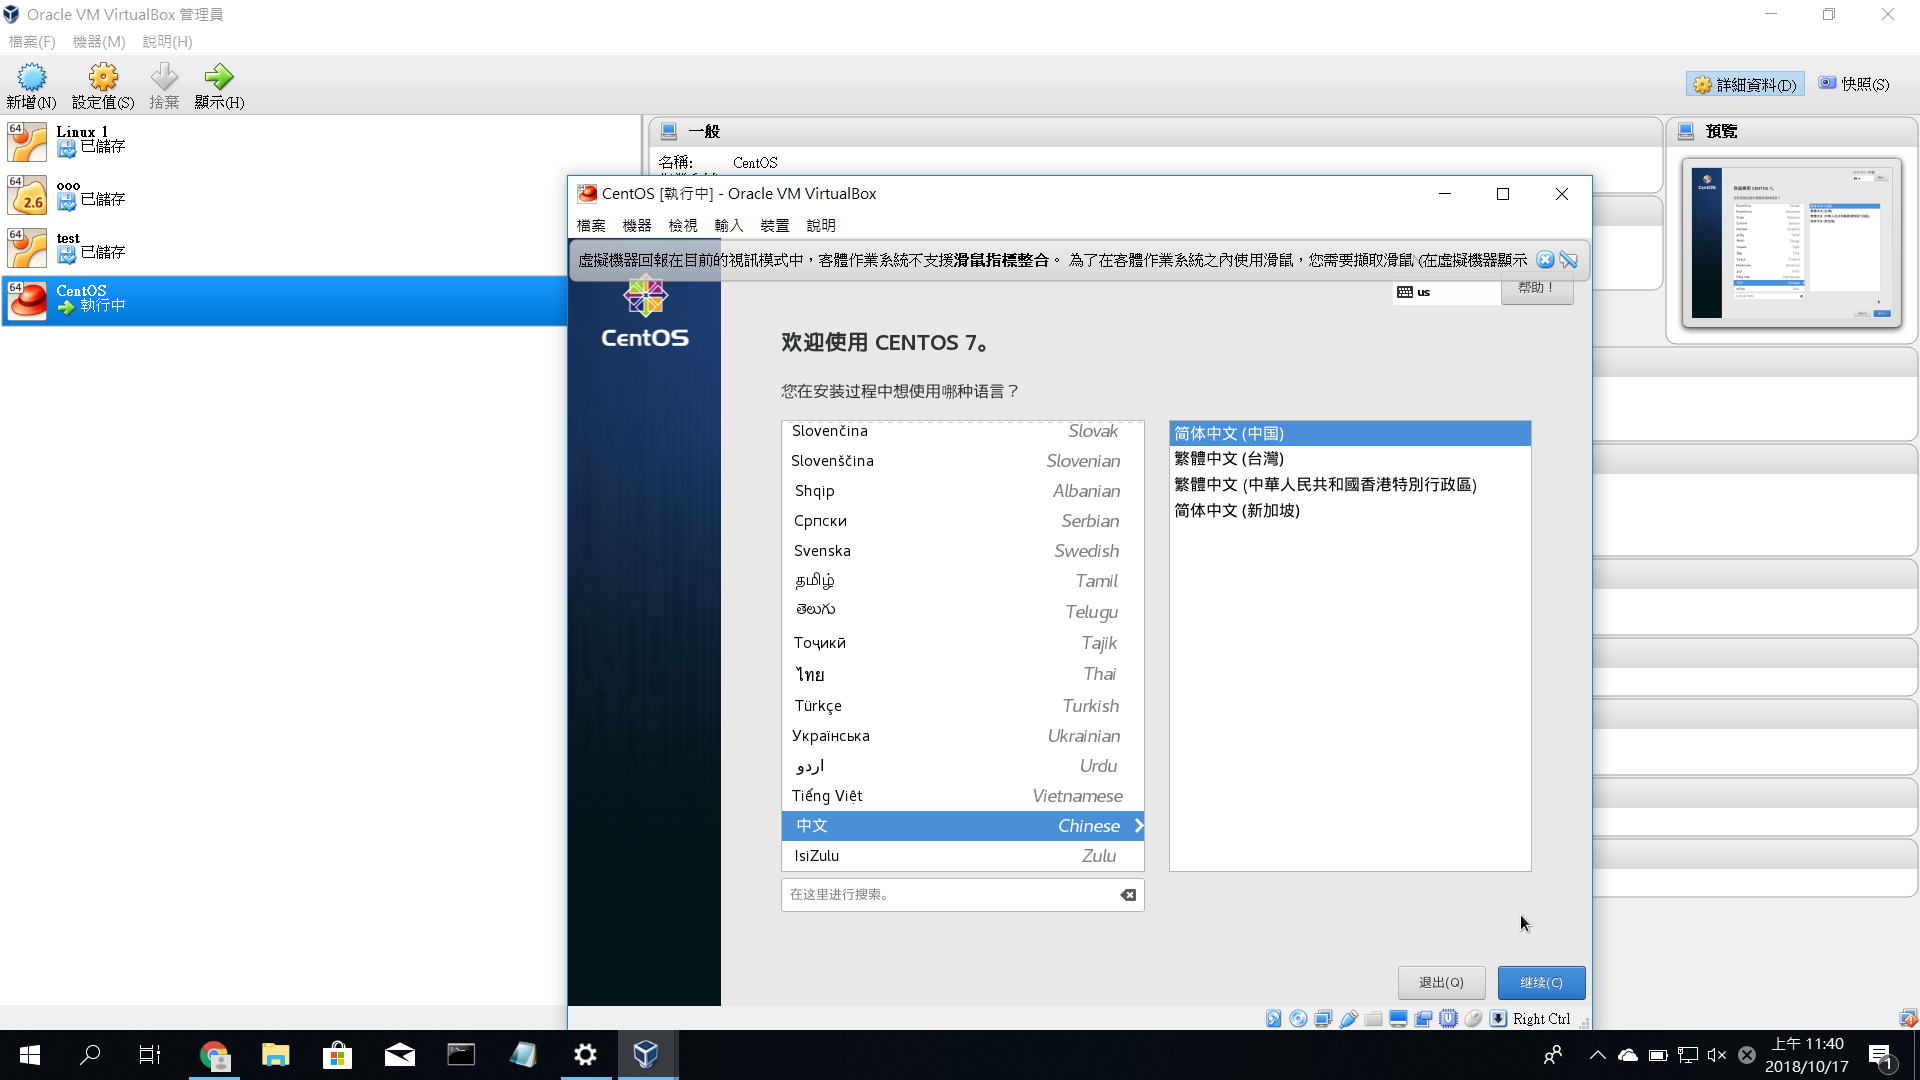 Oracle VM VirtualBox 管理員
檔案(F) 機器(M) 說明(H)
新增(N) 設定值(S) 捨棄 顯示(H)
詳細資料(D) 快照(S)
64 Linux 1
已儲存
64 ooo
2.6 已儲存
64 test
已儲存
64 CentOS
執行中
一般
名稱: CentOS
預覽
CentOS [執行中] - Oracle VM VirtualBox
檔案 機器 檢視 輸入 裝置 說明
虛擬機器回報在目前的視訊模式中，客體作業系統不支援滑鼠指標整合。 為了在客體作業系統之內使用滑鼠，您需要擷取滑鼠 (在虛擬機器顯示
us 帮助！
CentOS
欢迎使用 CENTOS 7。
您在安装过程中想使用哪种语言？
Slovenčina Slovak
Slovenščina Slovenian
Shqip Albanian
Српски Serbian
Svenska Swedish
தமிழ் Tamil
తెలుగు Telugu
Тоҷикӣ Tajik
ไทย Thai
Türkçe Turkish
Українська Ukrainian
اردو Urdu
Tiếng Việt Vietnamese
中文 Chinese
IsiZulu Zulu
简体中文 (中国)
繁體中文 (台灣)
繁體中文 (中華人民共和國香港特別行政區)
简体中文 (新加坡)
在这里进行搜索。
退出(Q) 继续(C)
Right Ctrl
上午 11:40
2018/10/17
1